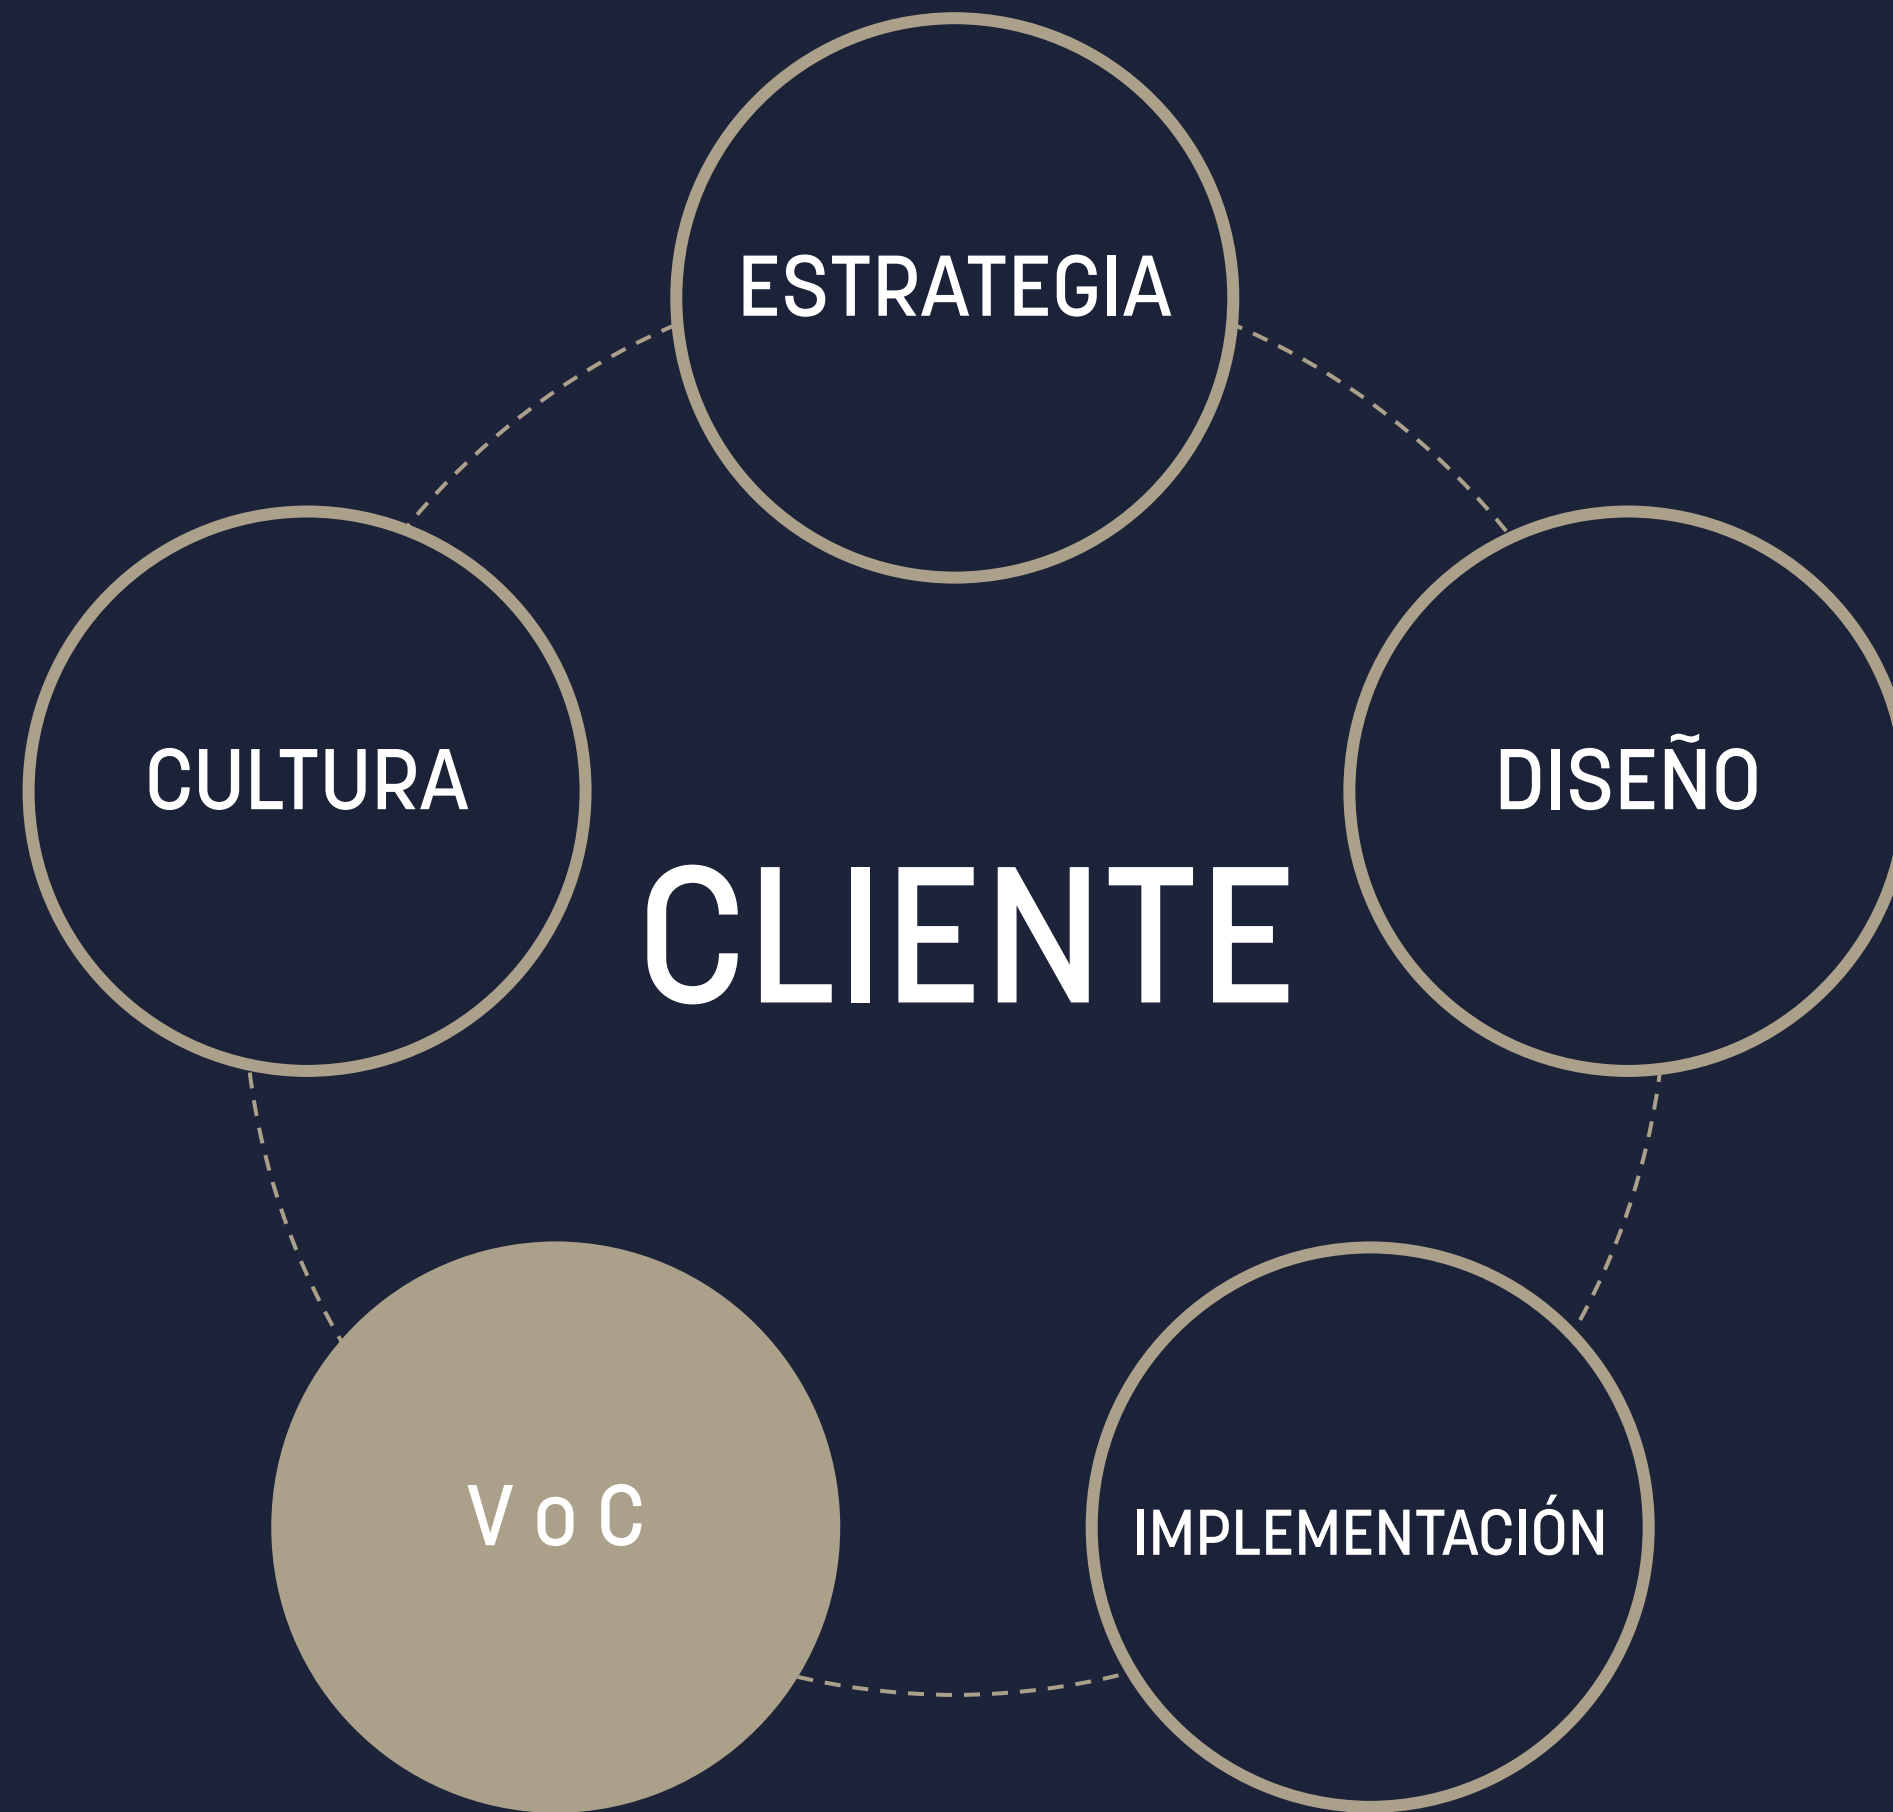 ESTRATEGIA
CULTURA
DISEÑO
CLIENTE
V o C
IMPLEMENTACIÓN